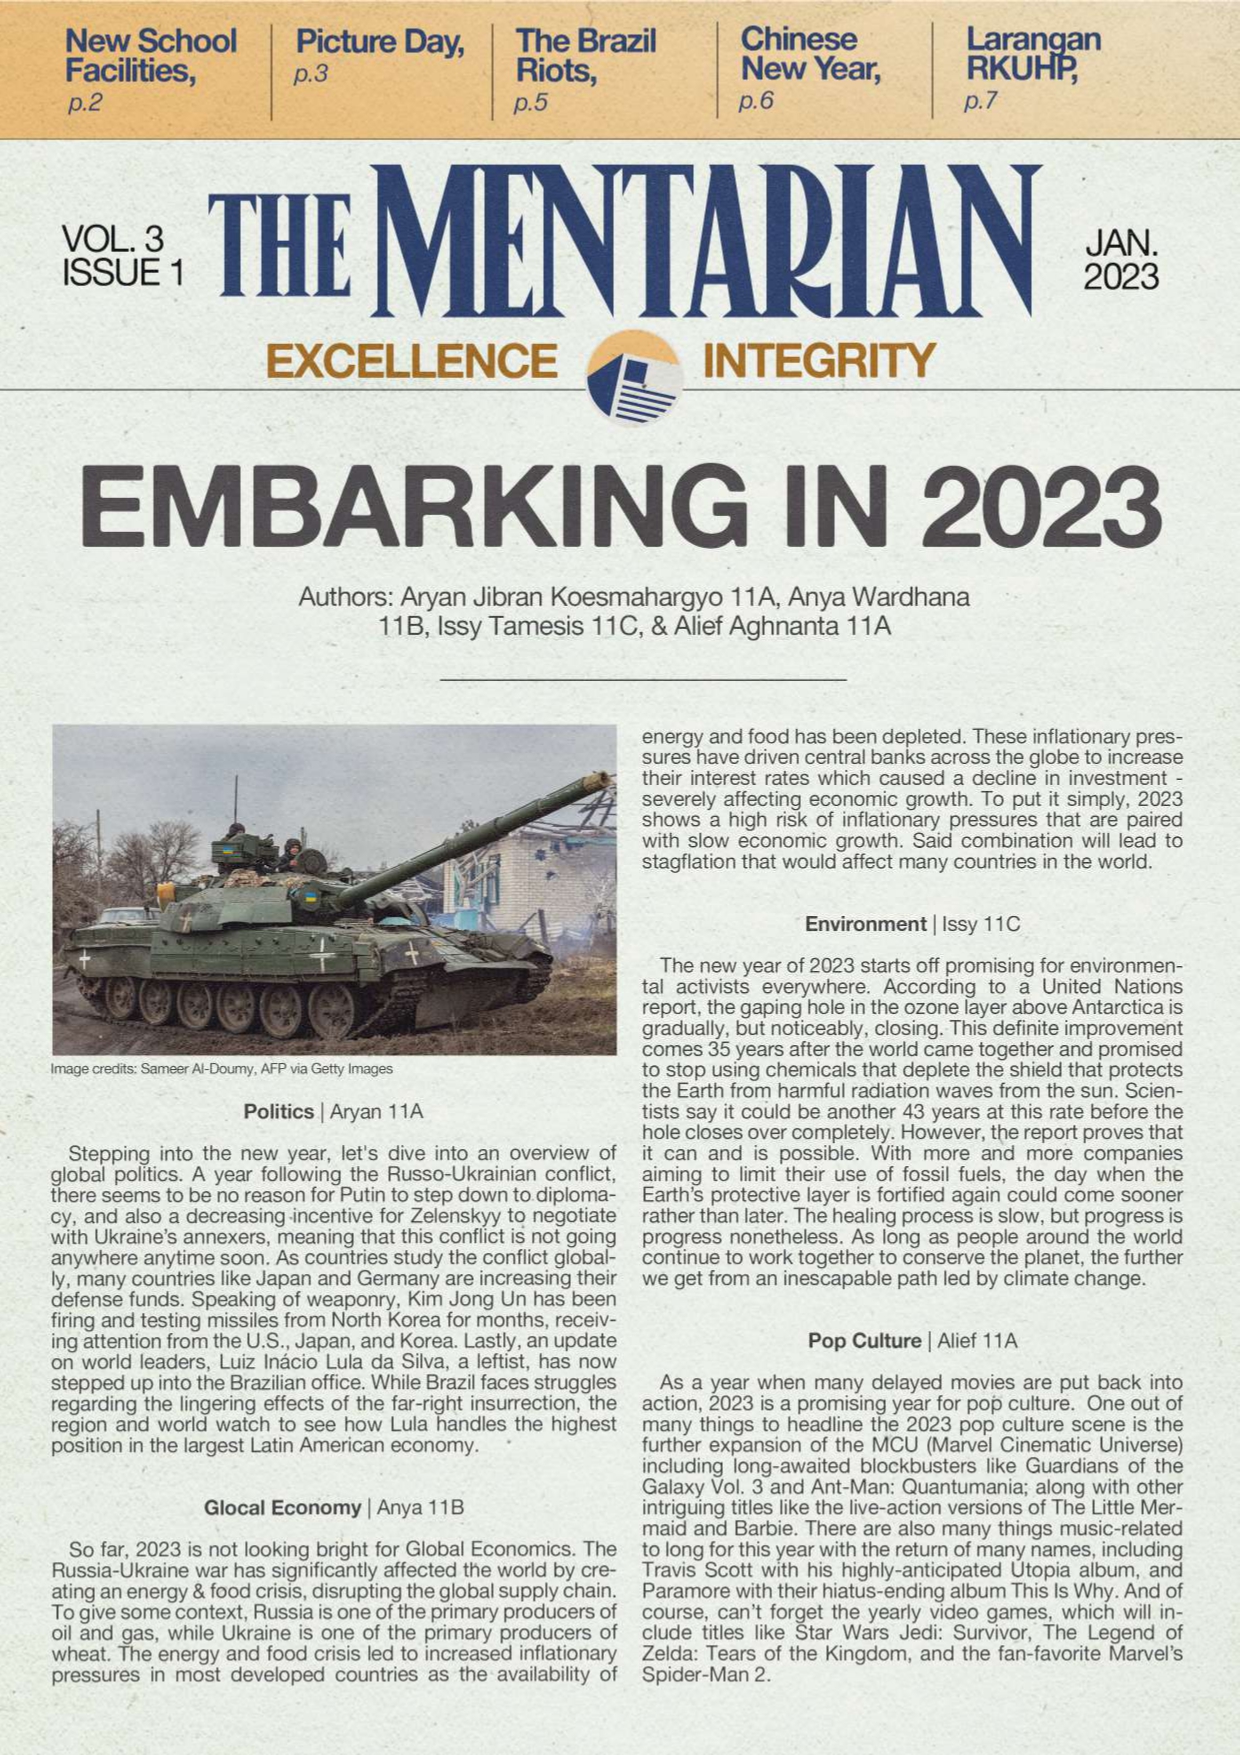 New School
Facilities,
p.2
Picture Day,
p.3
The Brazil
Riots,
p.5
Chinese
New Year,
p.6
Larangan
RKUHP,
p.7
VOL. 3
ISSUE 1
THE MENTARIAN
JAN.
2023
EXCELLENCE INTEGRITY
EMBARKING IN 2023
Authors: Aryan Jibran Koesmahargyo 11A, Anya Wardhana
11B, Issy Tamesis 11C, & Alief Aghnanta 11A
Image credits: Sameer Al-Doumy, AFP via Getty Images
Politics | Aryan 11A
Stepping into the new year, let's dive into an overview of
global politics. A year following the Russo-Ukrainian conflict,
there seems to be no reason for Putin to step down to diploma-
cy, and also a decreasing incentive for Zelenskyy to negotiate
with Ukraine's annexers, meaning that this conflict is not going
anywhere anytime soon. As countries study the conflict global-
ly, many countries like Japan and Germany are increasing their
defense funds. Speaking of weaponry, Kim Jong Un has been
firing and testing missiles from North Korea for months, receiv-
ing attention from the U.S., Japan, and Korea. Lastly, an update
on world leaders, Luiz Inácio Lula da Silva, a leftist, has now
stepped up into the Brazilian office. While Brazil faces struggles
regarding the lingering effects of the far-right insurrection, the
region and world watch to see how Lula handles the highest
position in the largest Latin American economy.
Glocal Economy | Anya 11B
So far, 2023 is not looking bright for Global Economics. The
Russia-Ukraine war has significantly affected the world by cre-
ating an energy & food crisis, disrupting the global supply chain.
To give some context, Russia is one of the primary producers of
oil and gas, while Ukraine is one of the primary producers of
wheat. The energy and food crisis led to increased inflationary
pressures in most developed countries as the availability of
energy and food has been depleted. These inflationary pres-
sures have driven central banks across the globe to increase
their interest rates which caused a decline in investment -
severely affecting economic growth. To put it simply, 2023
shows a high risk of inflationary pressures that are paired
with slow economic growth. Said combination will lead to
stagflation that would affect many countries in the world.
Environment | Issy 11C
The new year of 2023 starts off promising for environmen-
tal activists everywhere. According to a United Nations
report, the gaping hole in the ozone layer above Antarctica is
gradually, but noticeably, closing. This definite improvement
comes 35 years after the world came together and promised
to stop using chemicals that deplete the shield that protects
the Earth from harmful radiation waves from the sun. Scien-
tists say it could be another 43 years at this rate before the
hole closes over completely. However, the report proves that
it can and is possible. With more and more companies
aiming to limit their use of fossil fuels, the day when the
Earth's protective layer is fortified again could come sooner
rather than later. The healing process is slow, but progress is
progress nonetheless. As long as people around the world
continue to work together to conserve the planet, the further
we get from an inescapable path led by climate change.
Pop Culture | Alief 11A
As a year when many delayed movies are put back into
action, 2023 is a promising year for pop culture. One out of
many things to headline the 2023 pop culture scene is the
further expansion of the MCU (Marvel Cinematic Universe)
including long-awaited blockbusters like Guardians of the
Galaxy Vol. 3 and Ant-Man: Quantumania; along with other
intriguing titles like the live-action versions of The Little Mer-
maid and Barbie. There are also many things music-related
to long for this year with the return of many names, including
Travis Scott with his highly-anticipated Utopia album, and
Paramore with their hiatus-ending album This Is Why. And of
course, can't forget the yearly video games, which will in-
clude titles like Star Wars Jedi: Survivor, The Legend of
Zelda: Tears of the Kingdom, and the fan-favorite Marvel's
Spider-Man 2.